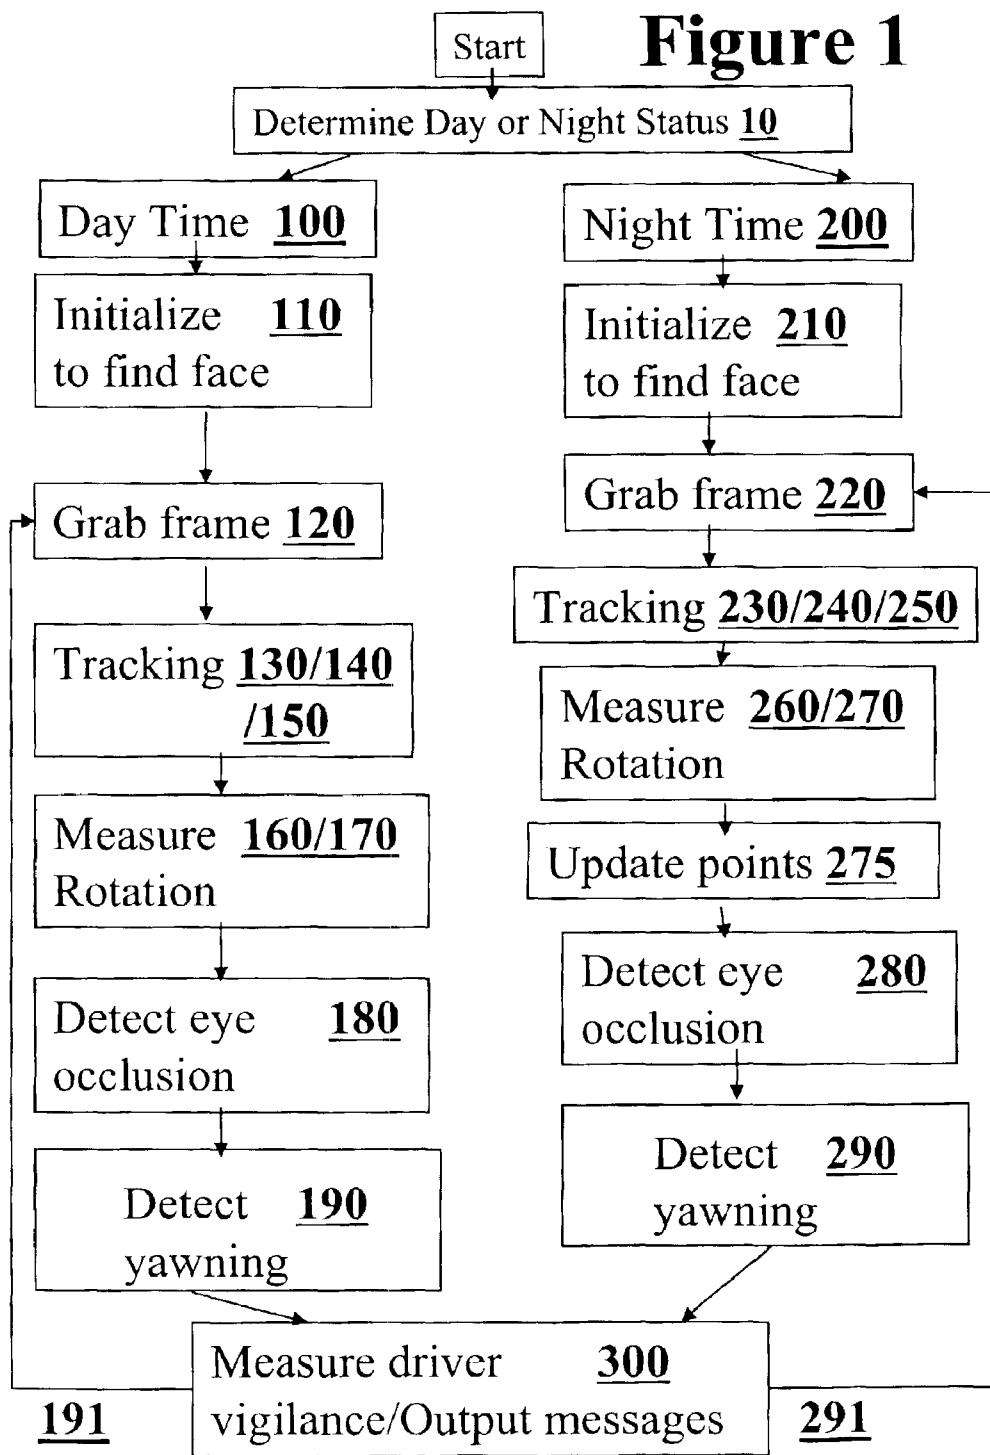 Figure 1
Start
Determine Day or Night Status 10
Day Time 100
Initialize 110
to find face
Grab frame 120
Tracking 130/140
/150
Measure 160/170
Rotation
Detect eye 180
occlusion
Detect 190
yawning
Night Time 200
Initialize 210
to find face
Grab frame 220
Tracking 230/240/250
Measure 260/270
Rotation
Update points 275
Detect eye 280
occlusion
Detect 290
yawning
Measure driver 300
vigilance/Output messages
191
291